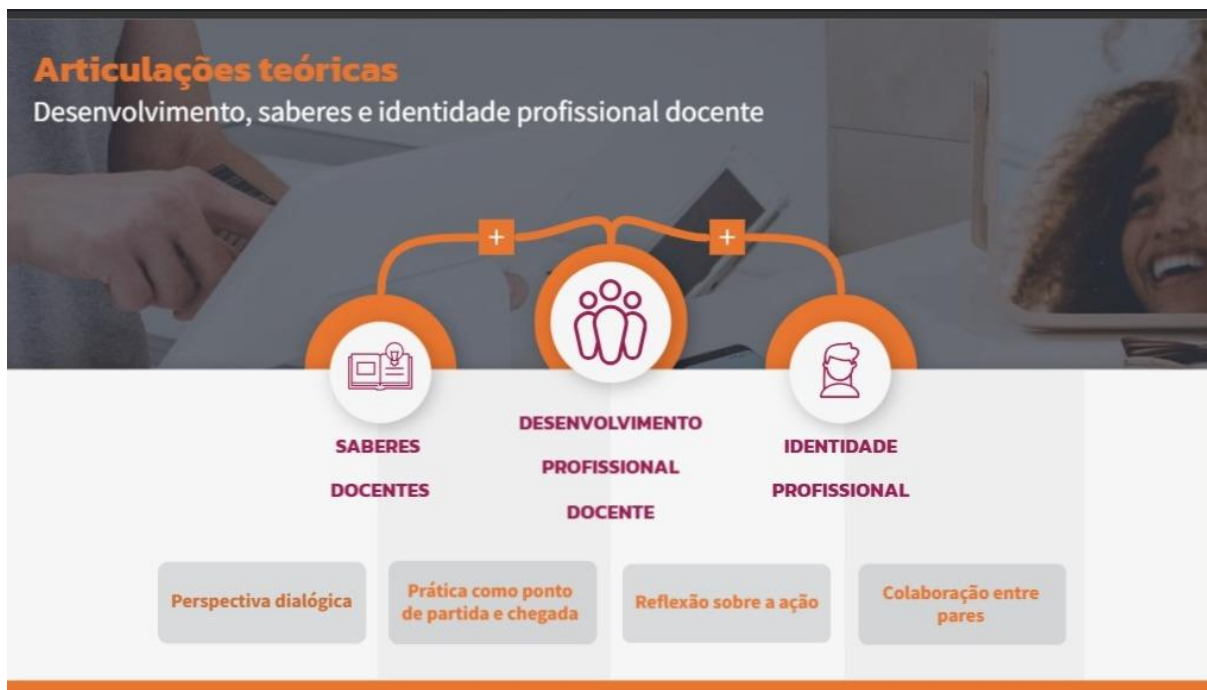 Articulações teóricas
Desenvolvimento, saberes e identidade profissional docente
+
+
SABERES
DOCENTES
DESENVOLVIMENTO
PROFISSIONAL
DOCENTE
IDENTIDADE
PROFISSIONAL
Perspectiva dialógica
Prática como ponto
de partida e chegada
Reflexão sobre a ação
Colaboração entre
pares